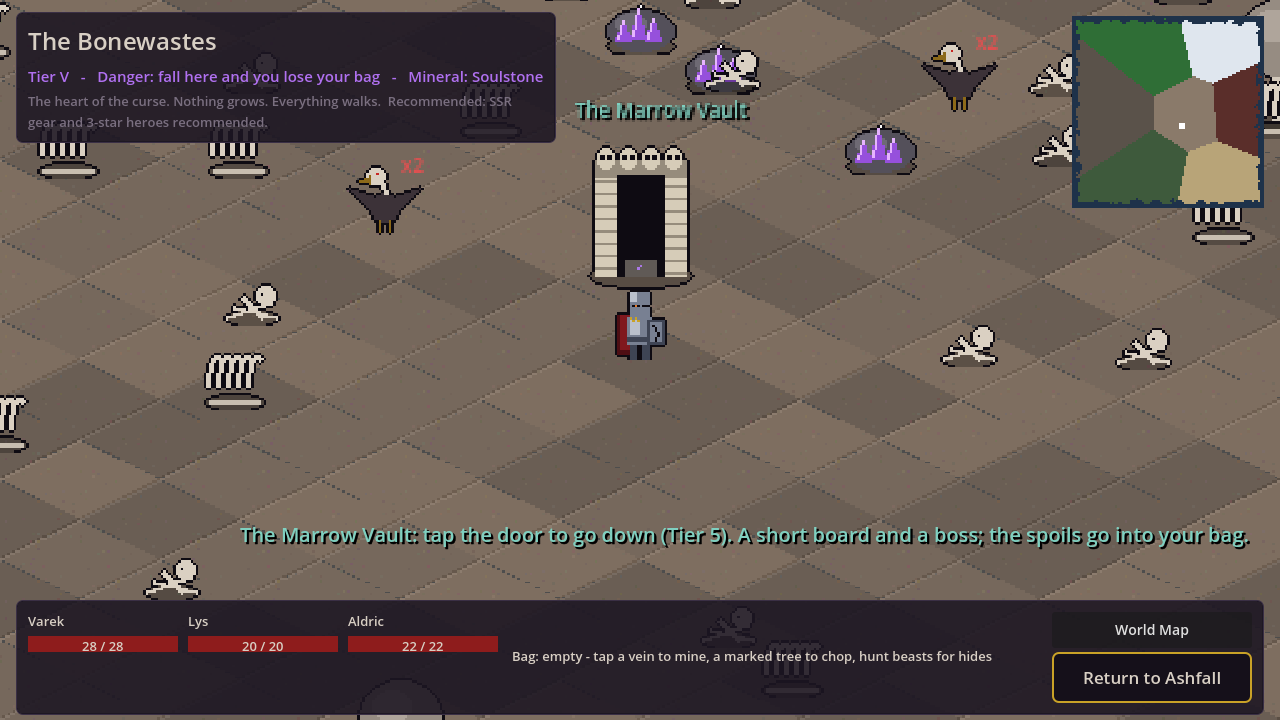 The Bonewastes
Tier V - Danger: fall here and you lose your bag - Mineral: Soulstone
The heart of the curse. Nothing grows. Everything walks. Recommended: SSR
gear and 3-star heroes recommended.
x2
The Marrow Vault
x2
The Marrow Vault: tap the door to go down (Tier 5). A short board and a boss; the spoils go into your bag.
Varek
28 / 28
Lys
20 / 20
Aldric
22 / 22
Bag: empty - tap a vein to mine, a marked tree to chop, hunt beasts for hides
World Map
Return to Ashfall